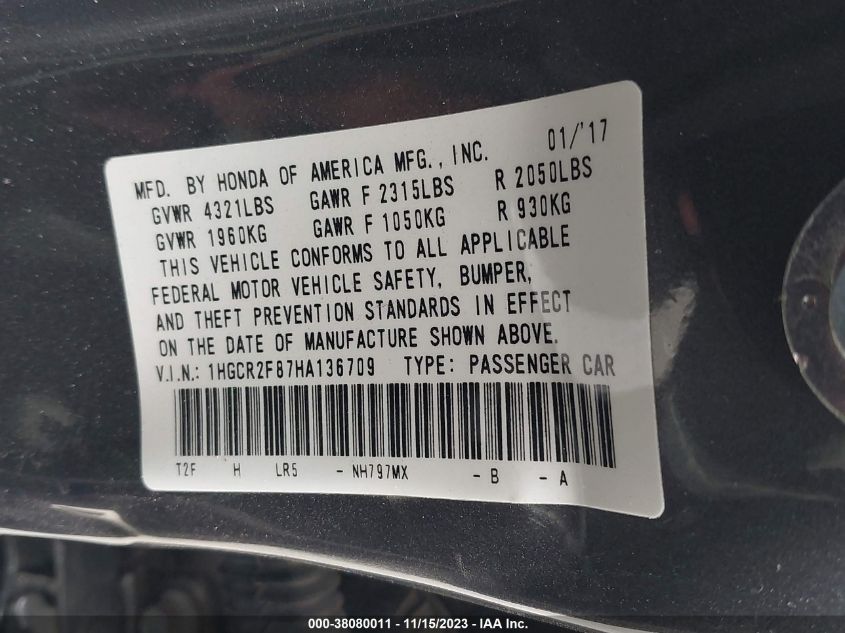 01/'17
MFD. BY HONDA OF AMERICA MFG., INC.
GVWR 4321LBS GAWR F 2315LBS R 2050LBS
GVWR 1960KG GAWR F 1050KG R 930KG
THIS VEHICLE CONFORMS TO ALL APPLICABLE
FEDERAL MOTOR VEHICLE SAFETY, BUMPER,
AND THEFT PREVENTION STANDARDS IN EFFECT
ON THE DATE OF MANUFACTURE SHOWN ABOVE.
V.I.N.: 1HGCR2F87HA136709 TYPE: PASSENGER CAR
T2F H LR5 - NH797MX - B - A
000-38080011 - 11/15/2023 - IAA Inc.